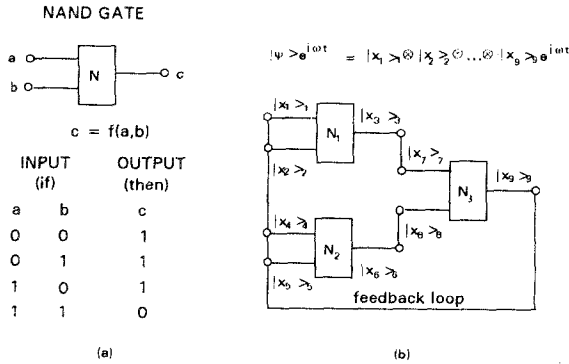 NAND GATE
a
N
c
b
c = f(a,b)
INPUT OUTPUT
(if) (then)
a b c
0 0 1
0 1 1
1 0 1
1 1 0
(a)
|ψ >e^{iωt} = |x₁ >₁⊗|x₂ >₂⊙...⊗|x₉ >₉e^{iωt}
|x₁ >₁
N₁
|x₃ >₃
|x₂ >₂
|x₇ >₇
N₃
|x₉ >₉
|x₄ >₄
N₂
|x₈ >₈
|x₅ >₅
|x₆ >₆
feedback loop
(b)